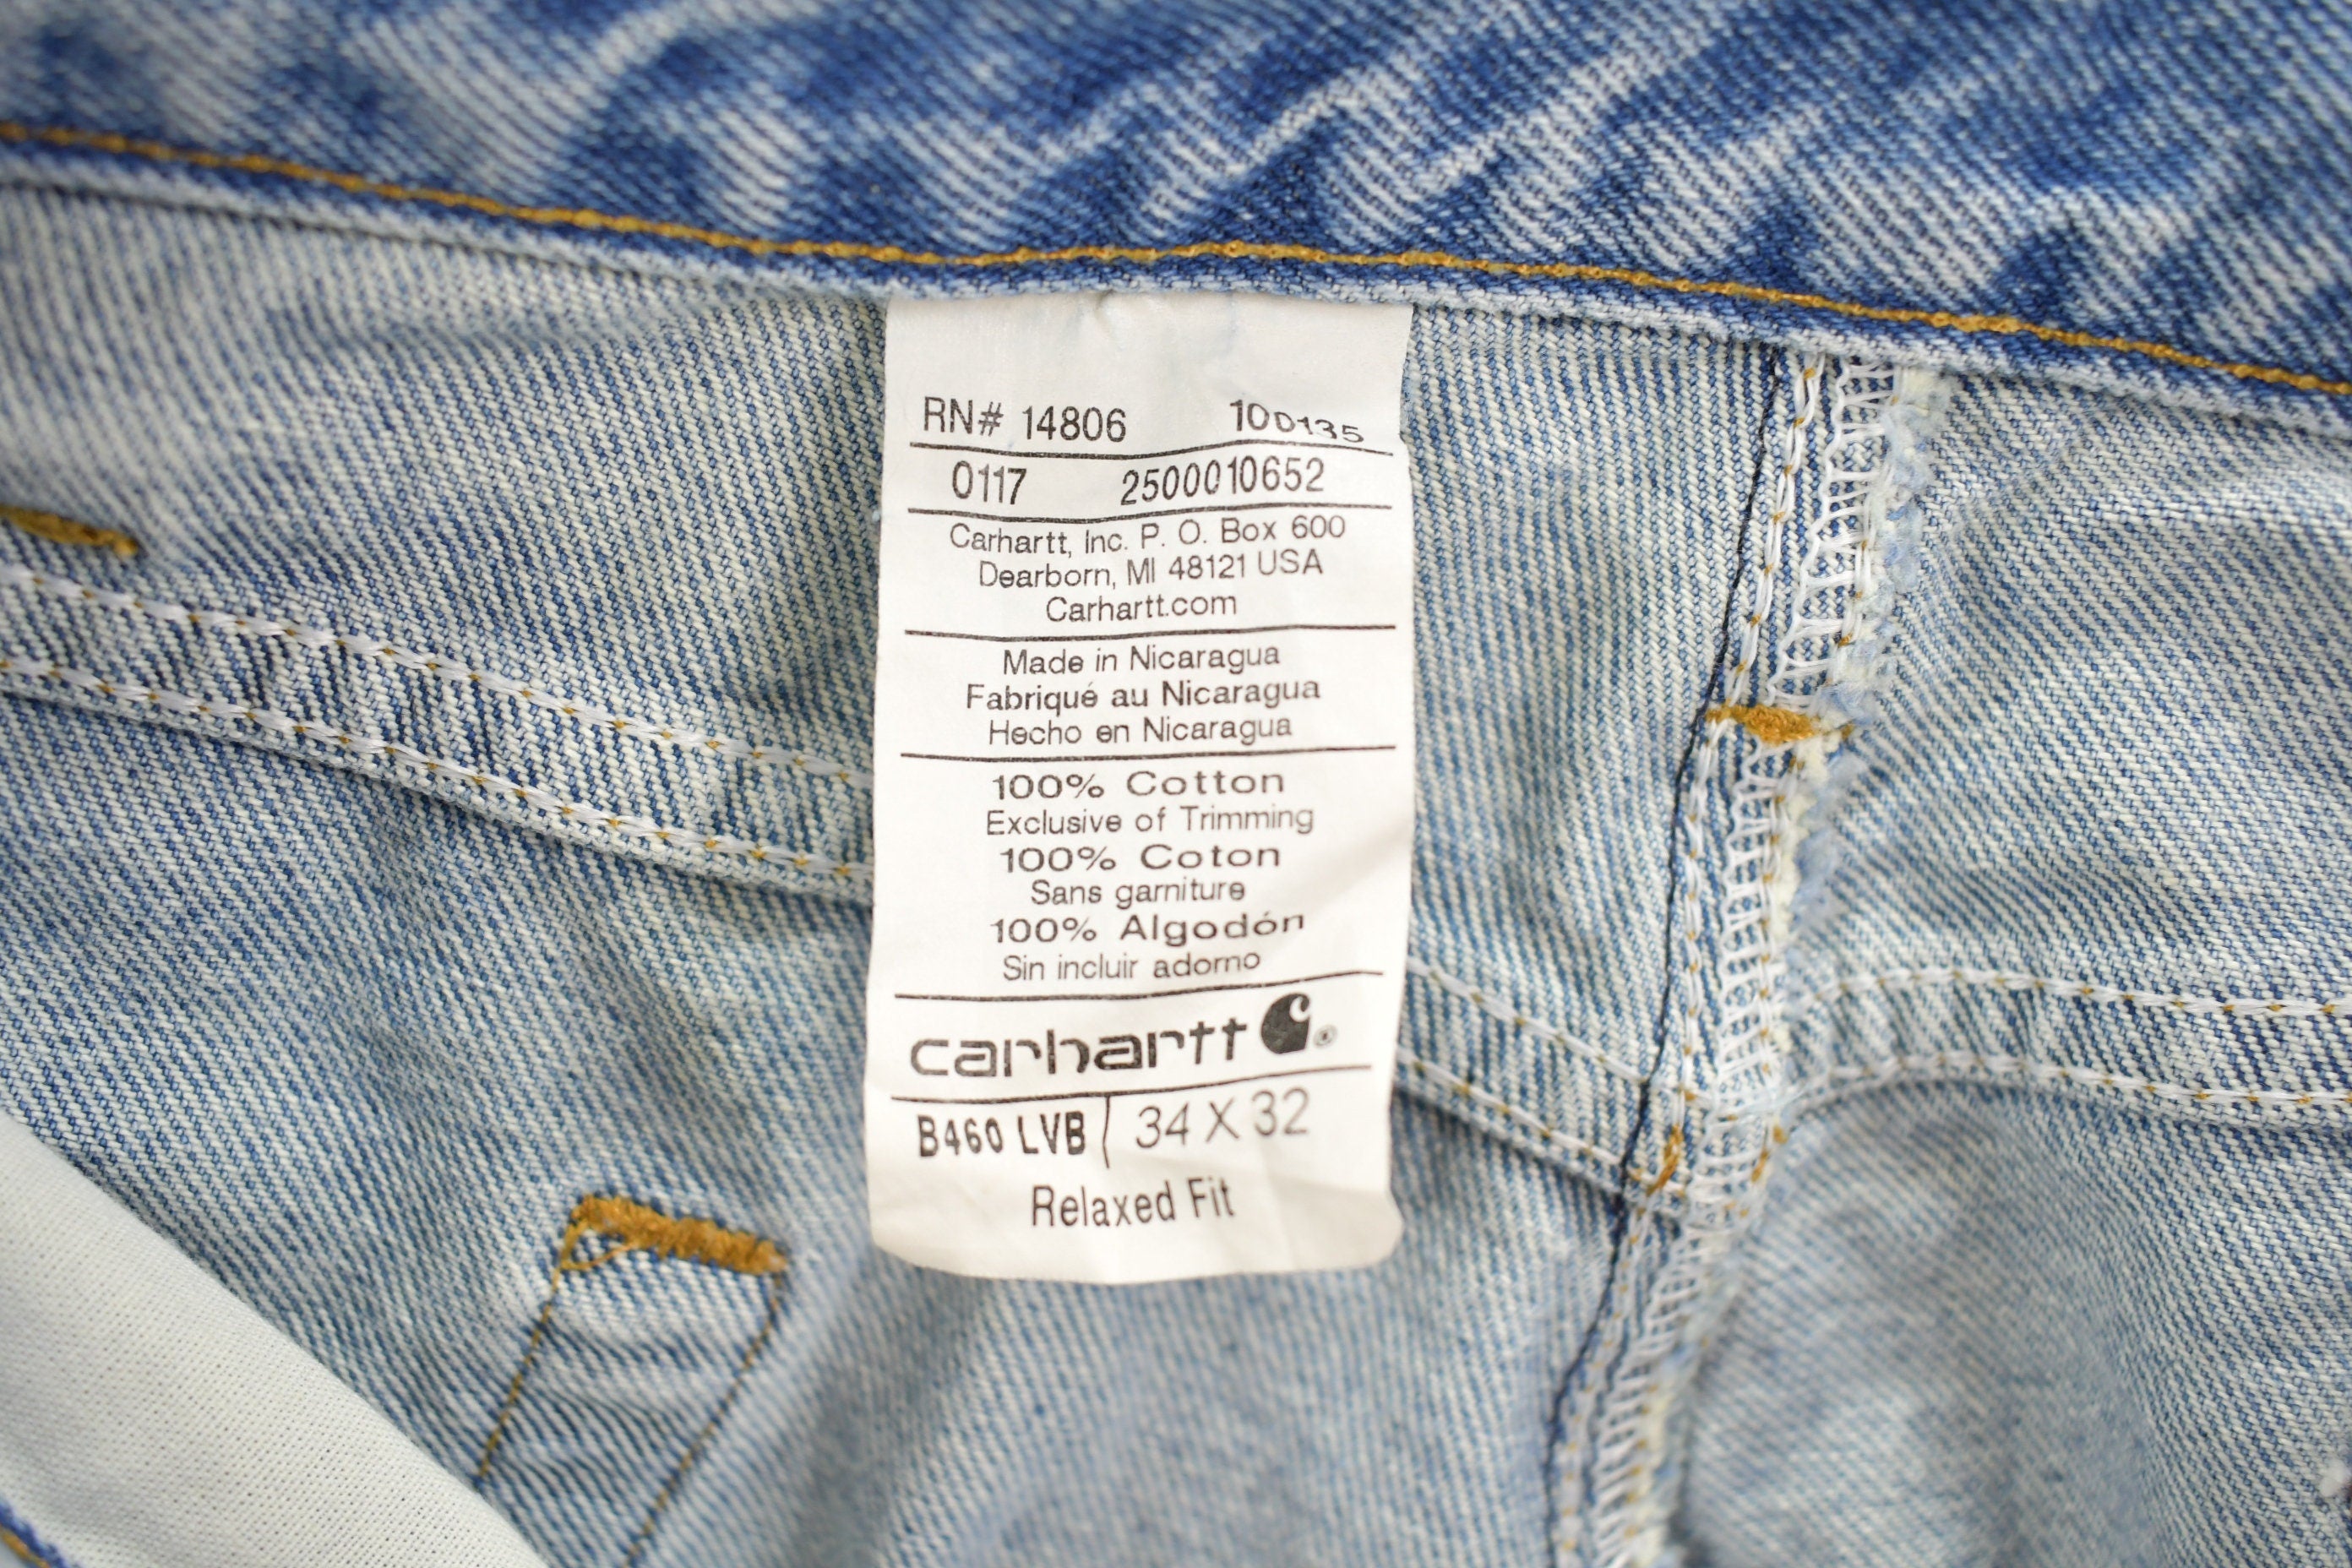 RN# 14806 100135
0117 2500010652
Carhartt, Inc. P. O. Box 600
Dearborn, MI 48121 USA
Carhartt.com
Made in Nicaragua
Fabriqué au Nicaragua
Hecho en Nicaragua
100% Cotton
Exclusive of Trimming
100% Coton
Sans garniture
100% Algodón
Sin incluir adorno
carhartt ®
B460 LVB / 34 X 32
Relaxed Fit